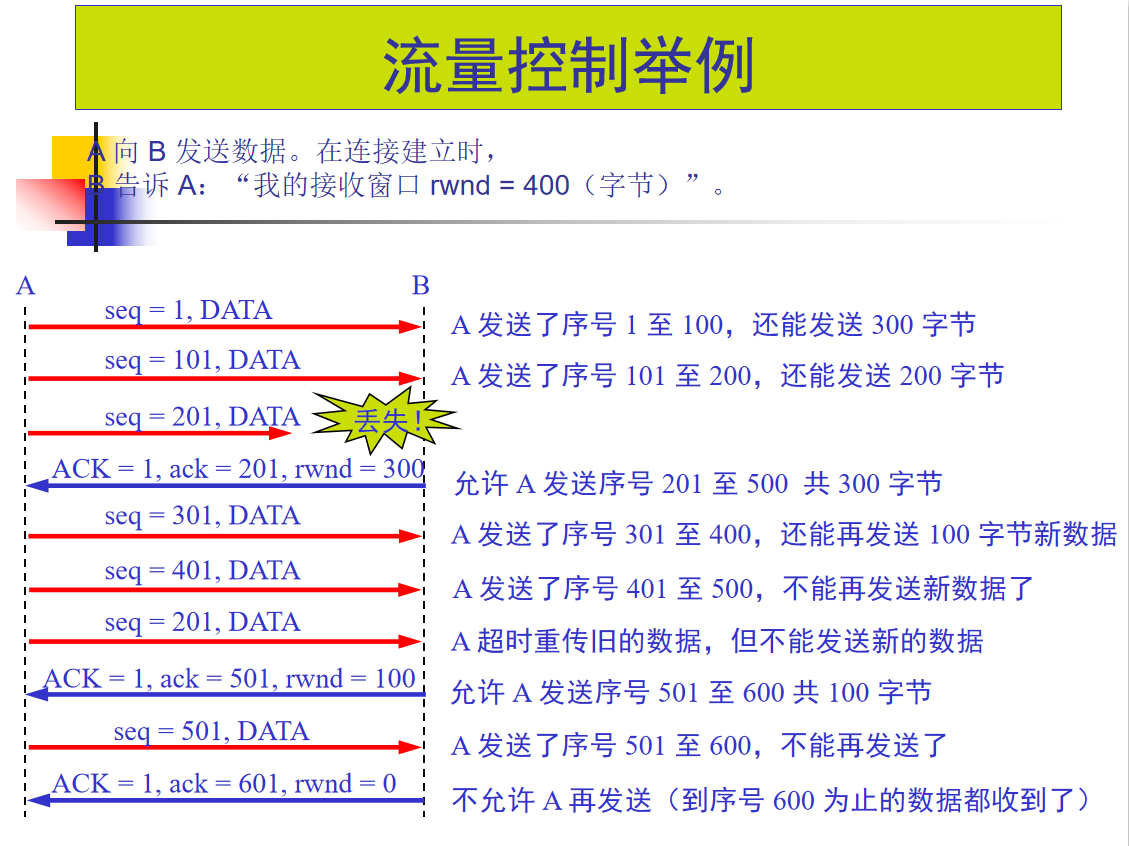 流量控制举例
A 向 B 发送数据。在连接建立时，
B 告诉 A：“我的接收窗口 rwnd = 400（字节）”。
A
B
seq = 1, DATA
A 发送了序号 1 至 100，还能发送 300 字节
seq = 101, DATA
A 发送了序号 101 至 200，还能发送 200 字节
seq = 201, DATA
丢失！
ACK = 1, ack = 201, rwnd = 300
允许 A 发送序号 201 至 500 共 300 字节
seq = 301, DATA
A 发送了序号 301 至 400，还能再发送 100 字节新数据
seq = 401, DATA
A 发送了序号 401 至 500，不能再发送新数据了
seq = 201, DATA
A 超时重传旧的数据，但不能发送新的数据
ACK = 1, ack = 501, rwnd = 100
允许 A 发送序号 501 至 600 共 100 字节
seq = 501, DATA
A 发送了序号 501 至 600，不能再发送了
ACK = 1, ack = 601, rwnd = 0
不允许 A 再发送（到序号 600 为止的数据都收到了）